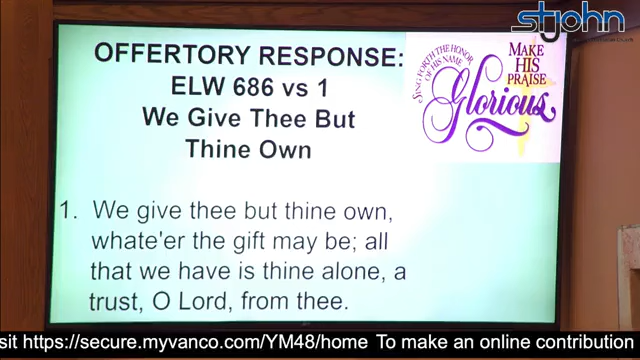 stjohn
OFFERTORY RESPONSE:
ELW 686 vs 1
We Give Thee But
Thine Own
SING FORTH THE HONOR
OF HIS NAME
MAKE
HIS
PRAISE
Glorious
1. We give thee but thine own,
whate'er the gift may be; all
that we have is thine alone, a
trust, O Lord, from thee.
sit https://secure.myvanco.com/YM48/home To make an online contribution